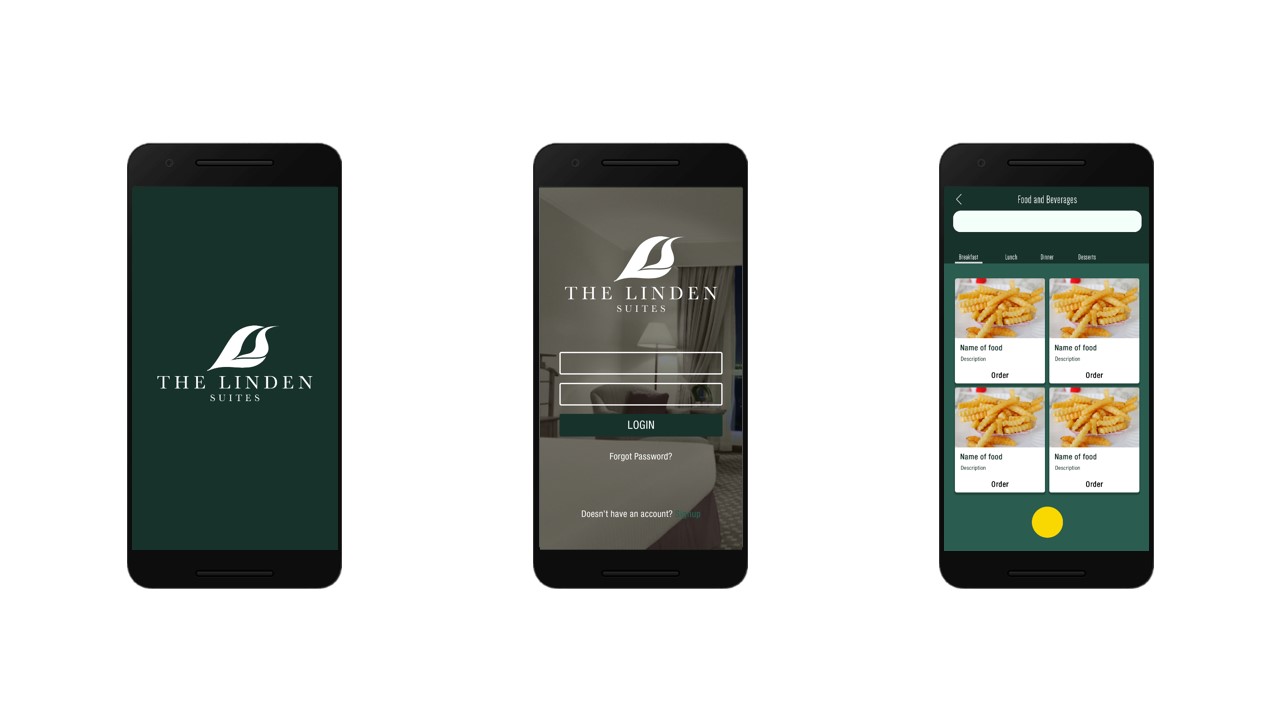 THE LINDEN
SUITES
THE LINDEN
SUITES
LOGIN
Forgot Password?
Doesn't have an account? Signup
Food and Beverages
Breakfast Lunch Dinner Desserts
Name of food
Description
Order
Name of food
Description
Order
Name of food
Description
Order
Name of food
Description
Order